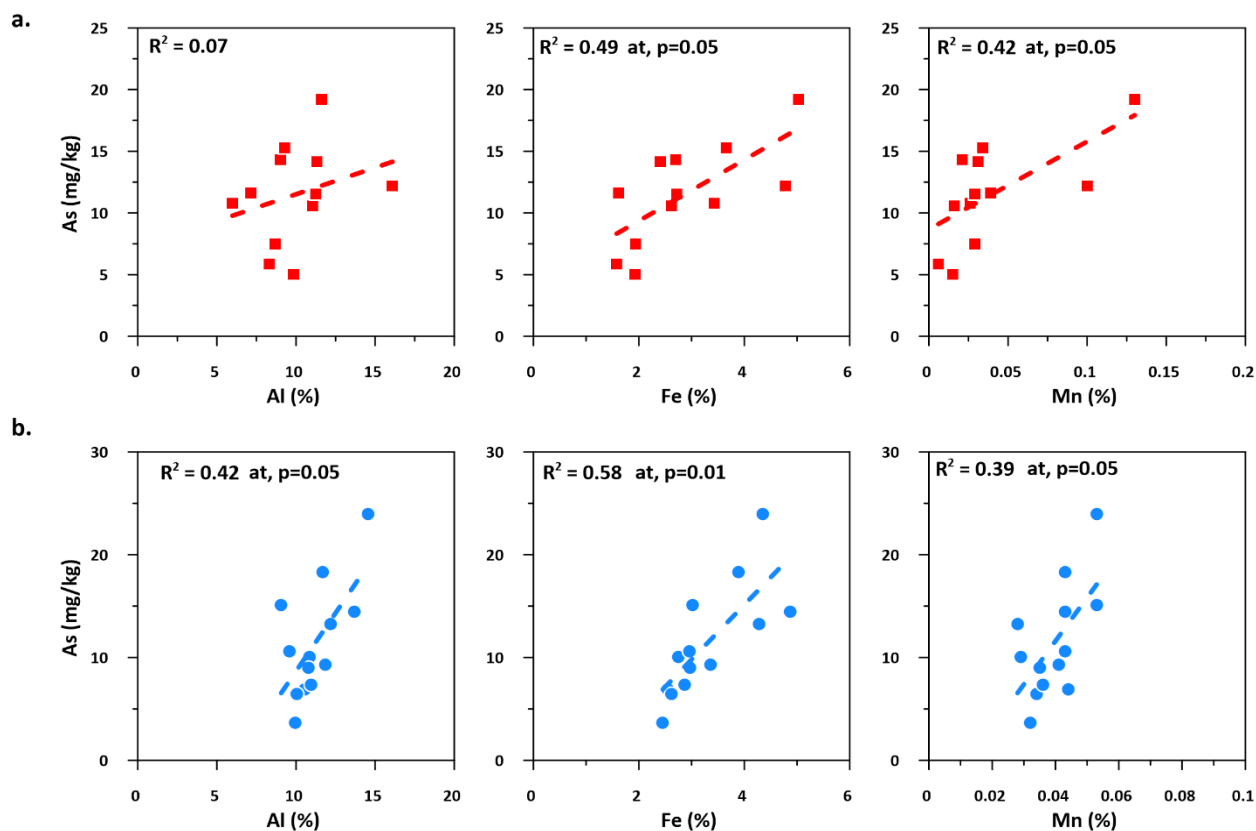 a.
R² = 0.07
R² = 0.49 at, p=0.05
R² = 0.42 at, p=0.05
As (mg/kg)
25
20
15
10
5
0
0 5 10 15 20
Al (%)
25
20
15
10
5
0
0 2 4 6
Fe (%)
25
20
15
10
5
0
0 0.05 0.1 0.15 0.2
Mn (%)
b.
R² = 0.42 at, p=0.05
R² = 0.58 at, p=0.01
R² = 0.39 at, p=0.05
As (mg/kg)
30
20
10
0
0 5 10 15 20
Al (%)
30
20
10
0
0 2 4 6
Fe (%)
30
20
10
0
0 0.02 0.04 0.06 0.08 0.1
Mn (%)